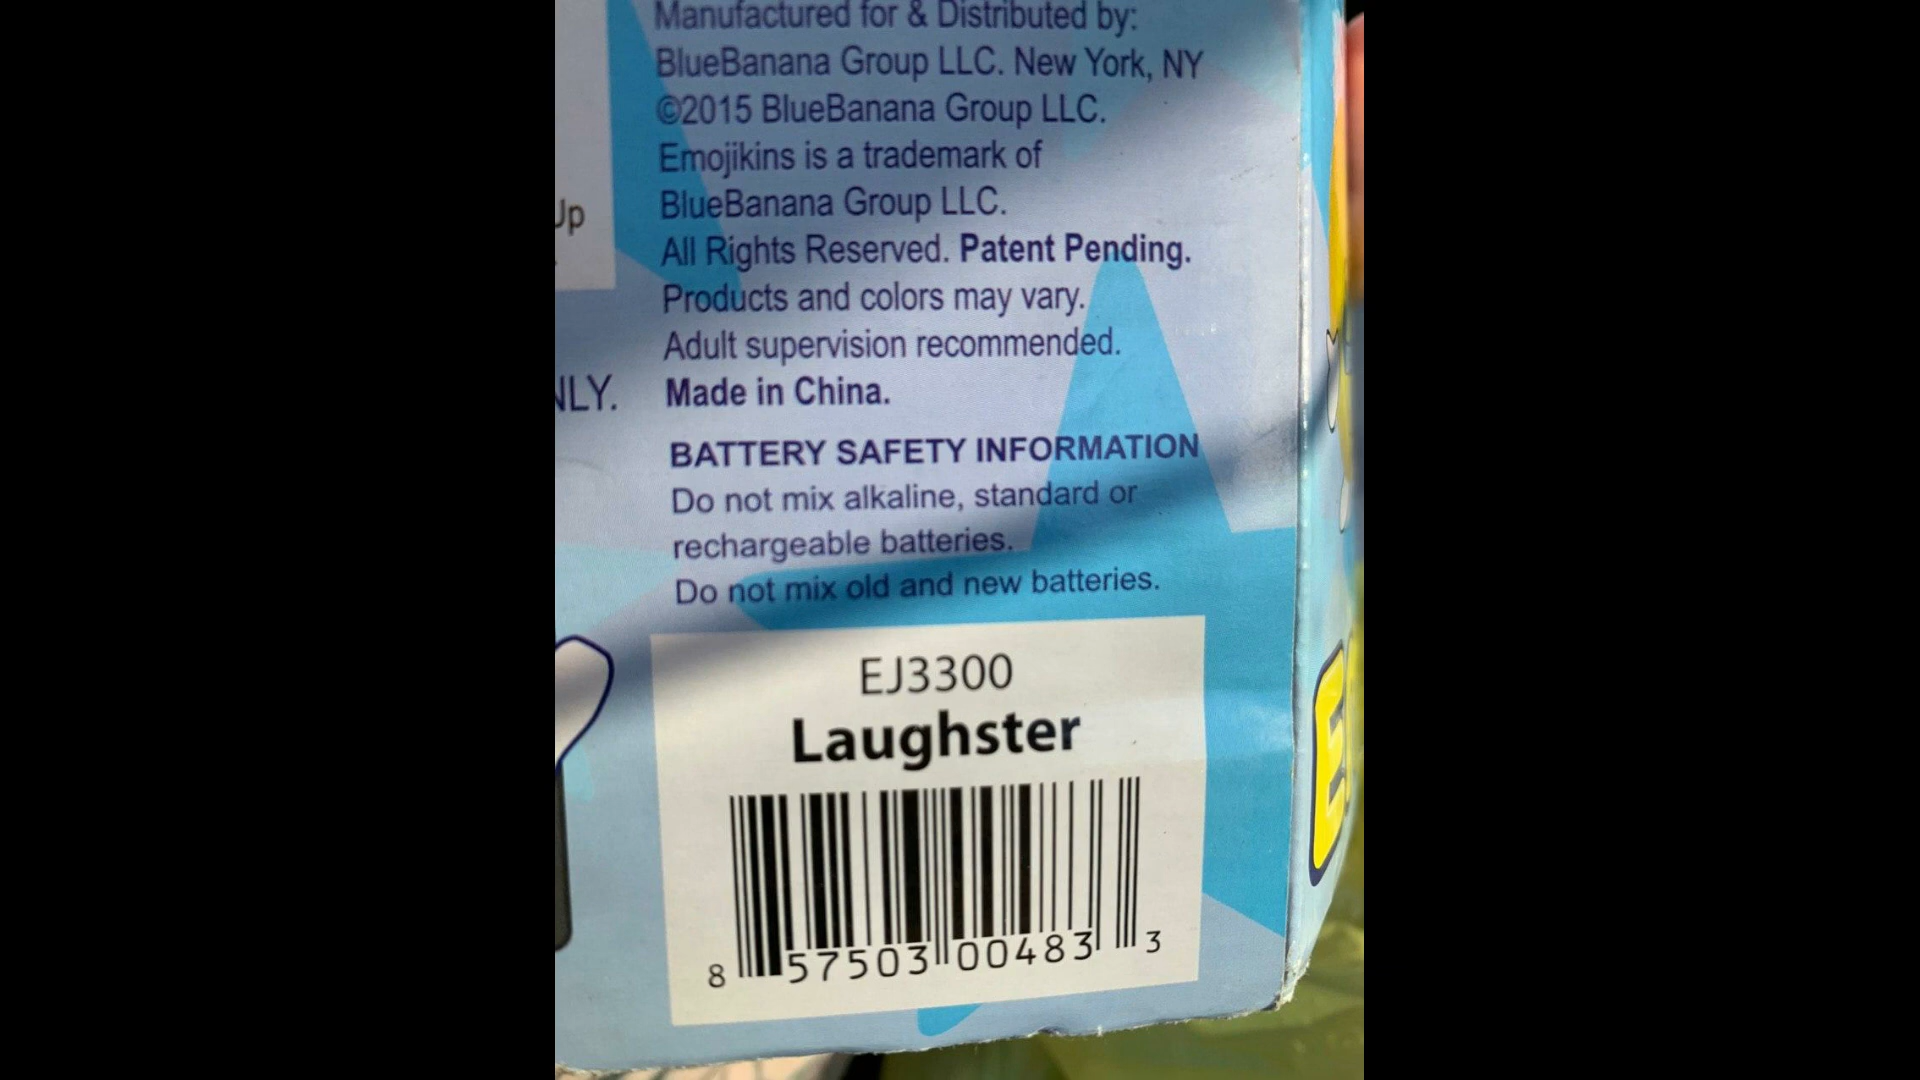 Manufactured for & Distributed by:
BlueBanana Group LLC. New York, NY
©2015 BlueBanana Group LLC.
Emojikins is a trademark of
BlueBanana Group LLC.
All Rights Reserved. Patent Pending.
Products and colors may vary.
Adult supervision recommended.
Made in China.
BATTERY SAFETY INFORMATION
Do not mix alkaline, standard or
rechargeable batteries.
Do not mix old and new batteries.
EJ3300
Laughster
8 57503 00483 3